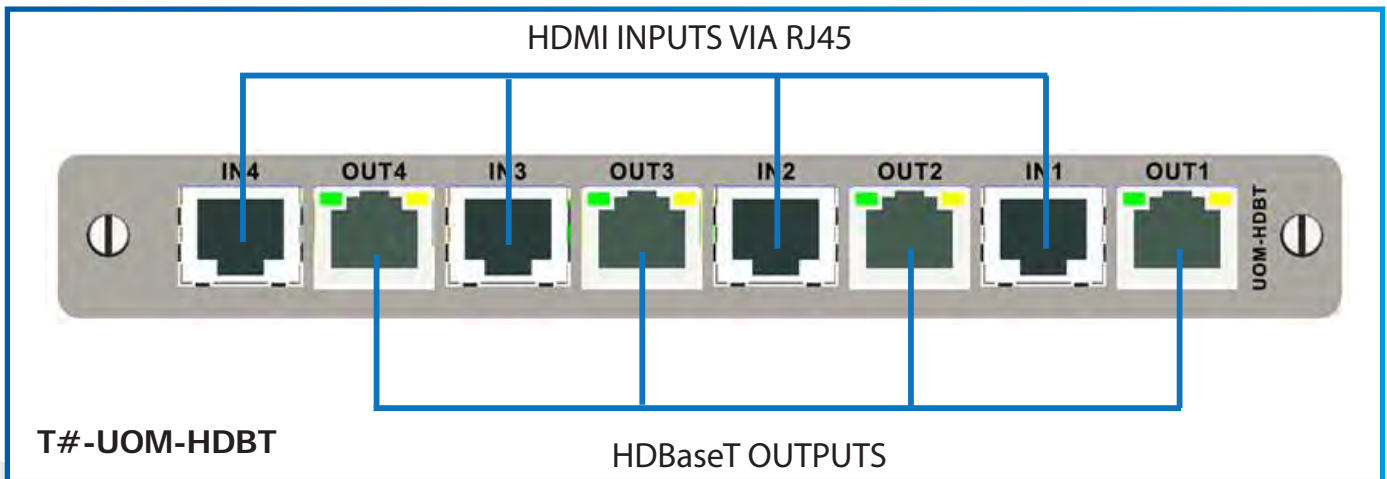 HDMI INPUTS VIA RJ45
IN4 OUT4 IN3 OUT3 IN2 OUT2 IN1 OUT1
UOM-HDBT
T#-UOM-HDBT
HDBaseT OUTPUTS